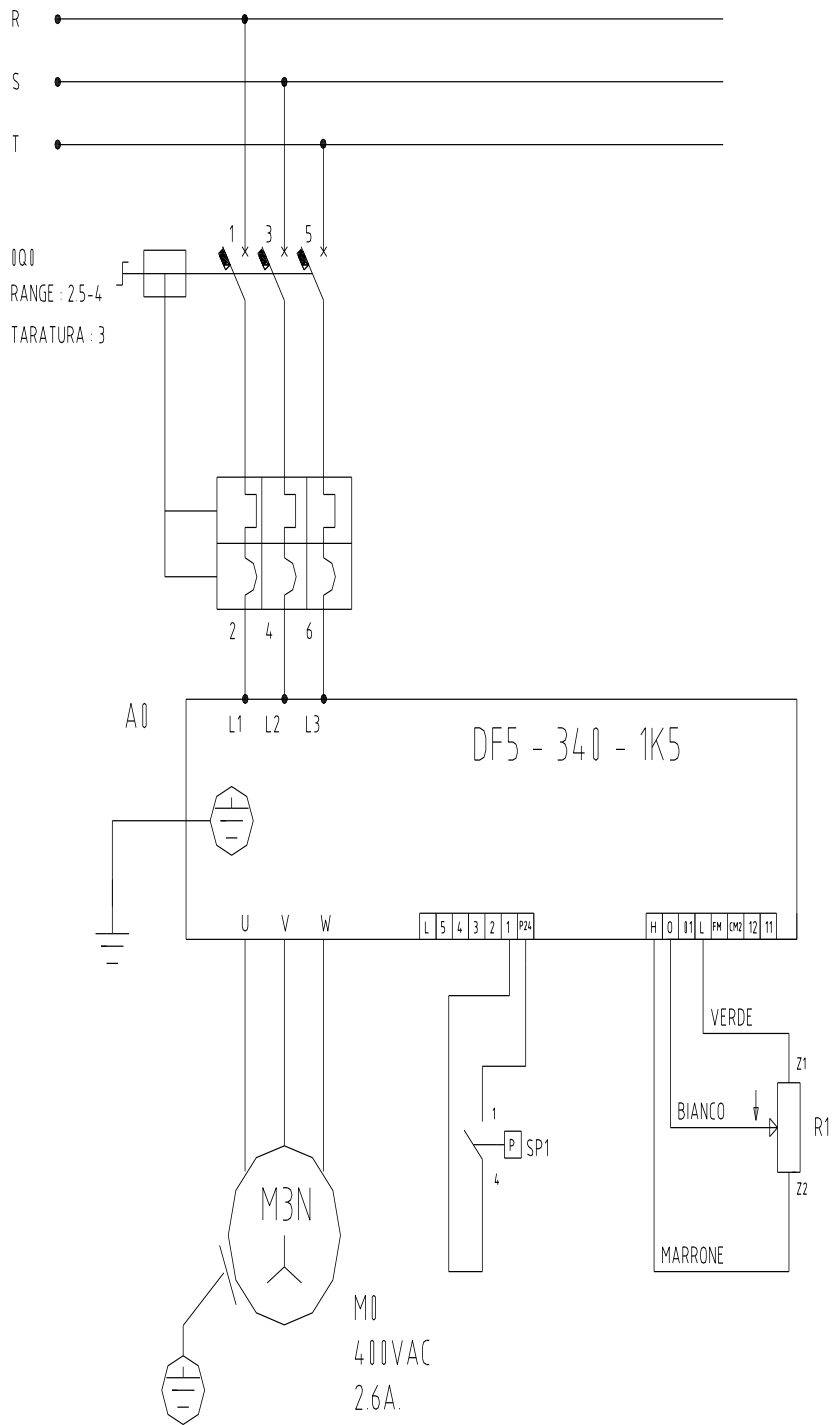 R
S
T
1 3 5
0Q0
RANGE : 2.5-4
TARATURA : 3
2 4 6
A0
L1 L2 L3
DF5 - 340 - 1K5
U V W
L 5 4 3 2 1 P24
H O O1 L FM CM2 12 11
VERDE
Z1
1
BIANCO
R1
P SP1
4
Z2
M3N
MARRONE
M0
400VAC
2.6A.